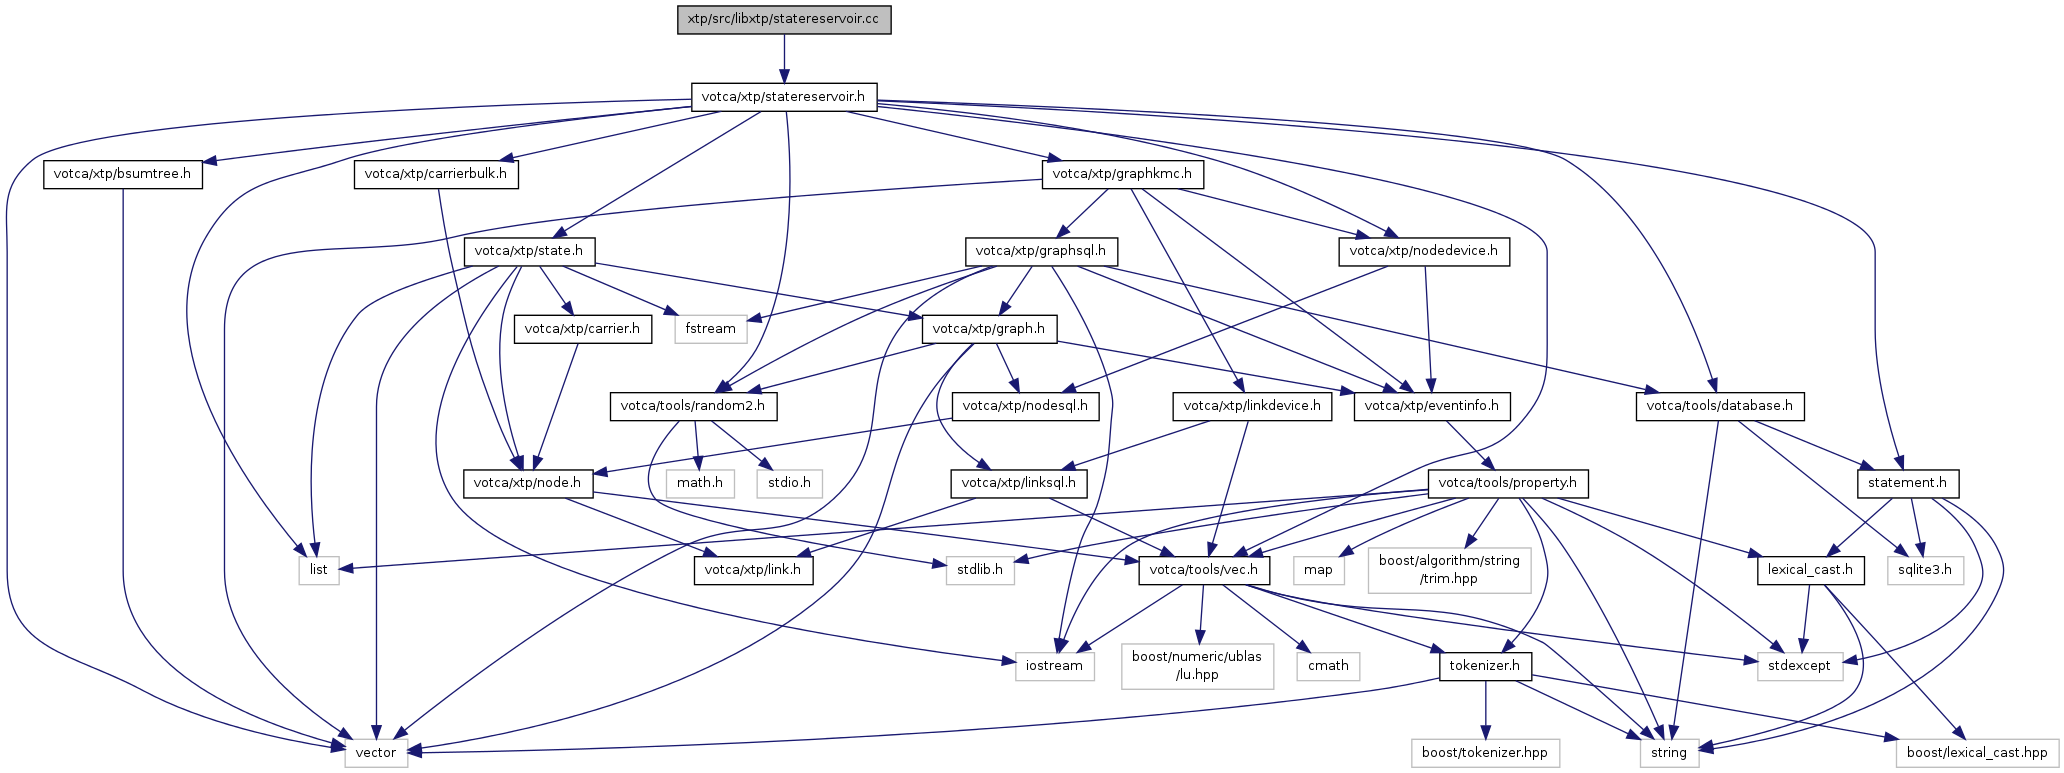 xtp/src/libxtp/statereservoir.cc
votca/xtp/statereservoir.h
votca/xtp/bsumtree.h
votca/xtp/carrierbulk.h
votca/xtp/graphkmc.h
votca/xtp/state.h
votca/xtp/graphsql.h
votca/xtp/nodedevice.h
votca/xtp/carrier.h
fstream
votca/xtp/graph.h
votca/tools/random2.h
votca/xtp/nodesql.h
votca/xtp/linkdevice.h
votca/xtp/eventinfo.h
votca/tools/database.h
votca/xtp/node.h
math.h
stdio.h
votca/xtp/linksql.h
votca/tools/property.h
statement.h
list
votca/xtp/link.h
stdlib.h
votca/tools/vec.h
map
boost/algorithm/string
/trim.hpp
lexical_cast.h
sqlite3.h
iostream
boost/numeric/ublas
/lu.hpp
cmath
tokenizer.h
stdexcept
vector
boost/tokenizer.hpp
string
boost/lexical_cast.hpp